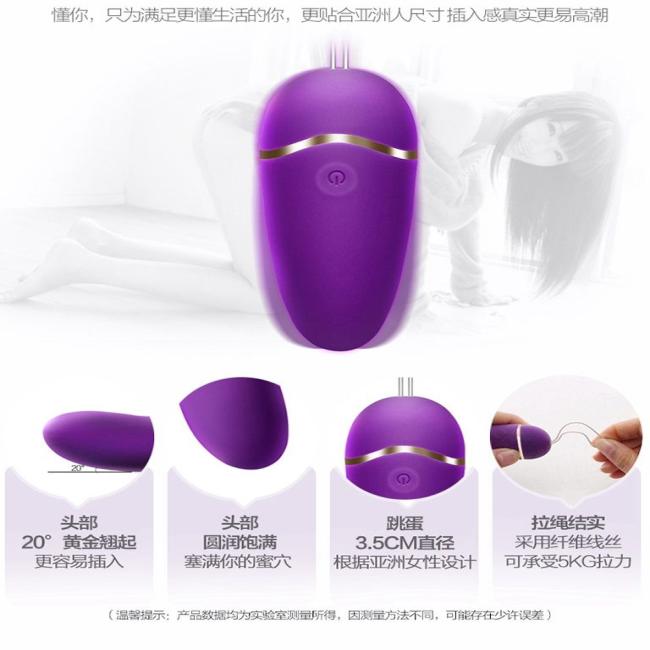 懂你，只为满足更懂生活的你，更贴合亚洲人尺寸 插入感真实更易高潮
20°
头部
20° 黄金翘起
更容易插入
头部
圆润饱满
塞满你的蜜穴
跳蛋
3.5CM直径
根据亚洲女性设计
拉绳结实
采用纤维线丝
可承受5KG拉力
（温馨提示：产品数据均为实验室测量所得，因测量方法不同，可能存在少许误差）